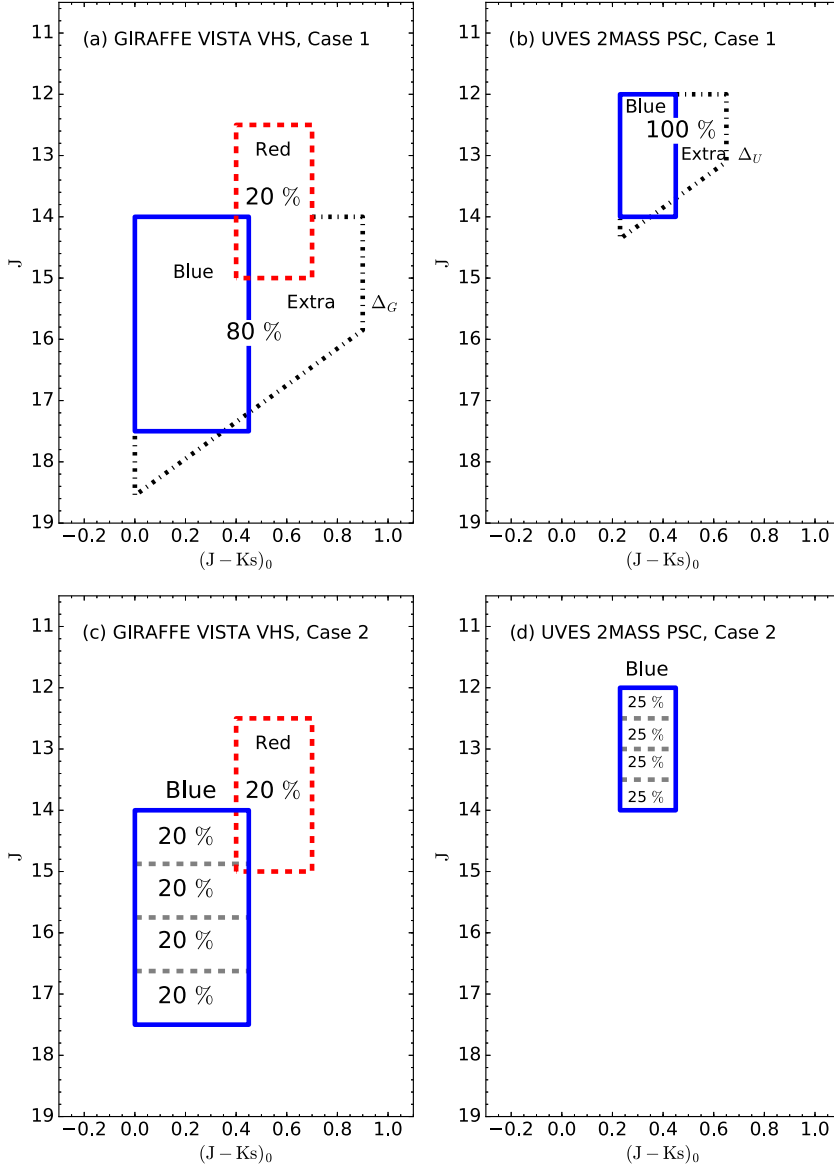 (a) GIRAFFE VISTA VHS, Case 1
11
12
13
14
15
16
17
18
19
J
Red
20 %
Blue
Extra
Δ_G
80 %
−0.2 0.0 0.2 0.4 0.6 0.8 1.0
(J − Ks)_0
(b) UVES 2MASS PSC, Case 1
11
12
13
14
15
16
17
18
19
J
Blue
100 %
Extra Δ_U
−0.2 0.0 0.2 0.4 0.6 0.8 1.0
(J − Ks)_0
(c) GIRAFFE VISTA VHS, Case 2
11
12
13
14
15
16
17
18
19
J
Red
20 %
Blue
20 %
20 %
20 %
20 %
−0.2 0.0 0.2 0.4 0.6 0.8 1.0
(J − Ks)_0
(d) UVES 2MASS PSC, Case 2
11
12
13
14
15
16
17
18
19
J
Blue
25 %
25 %
25 %
25 %
−0.2 0.0 0.2 0.4 0.6 0.8 1.0
(J − Ks)_0